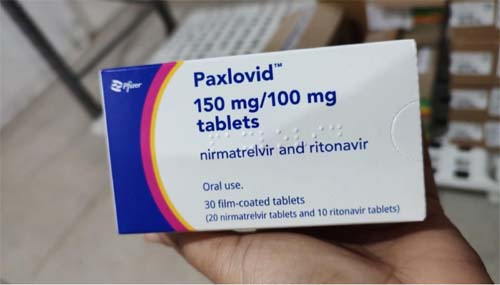 Pfizer
Paxlovid™
150 mg/100 mg
tablets
nirmatrelvir and ritonavir
Oral use.
30 film-coated tablets
(20 nirmatrelvir tablets and 10 ritonavir tablets)